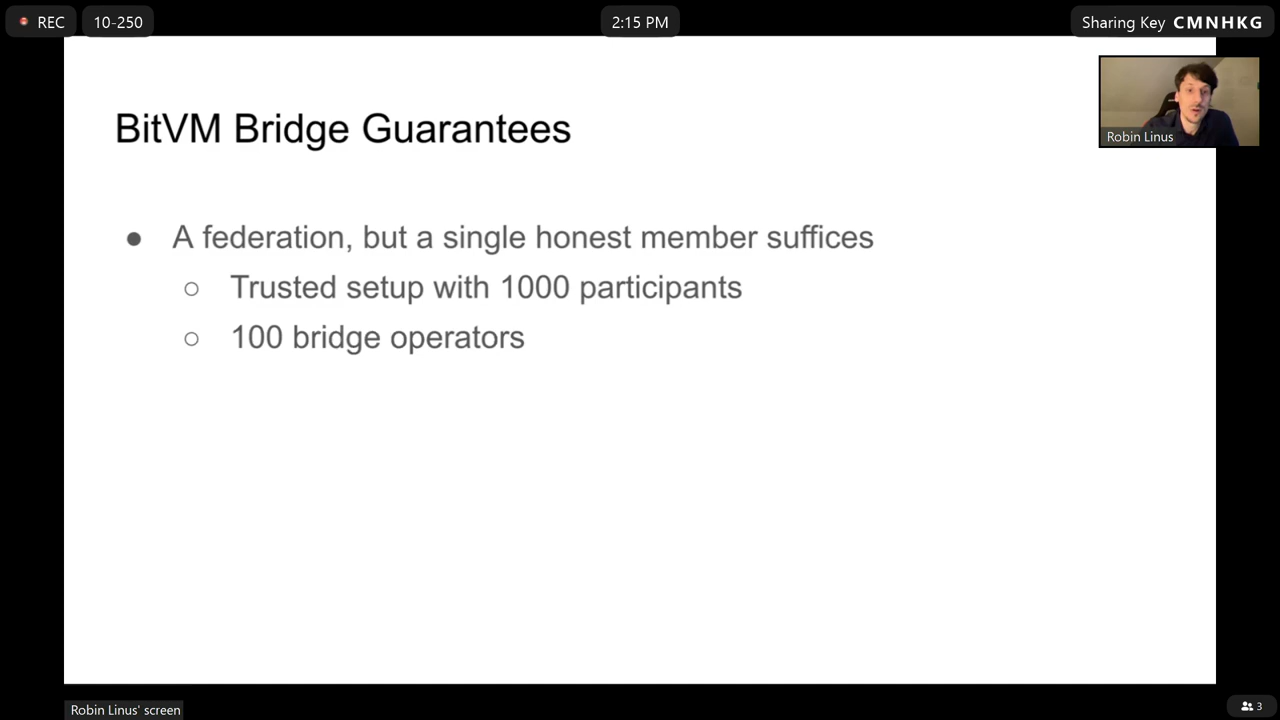 REC
10-250
2:15 PM
Sharing Key CMNHKG
BitVM Bridge Guarantees
Robin Linus
● A federation, but a single honest member suffices
○ Trusted setup with 1000 participants
○ 100 bridge operators
Robin Linus' screen
3